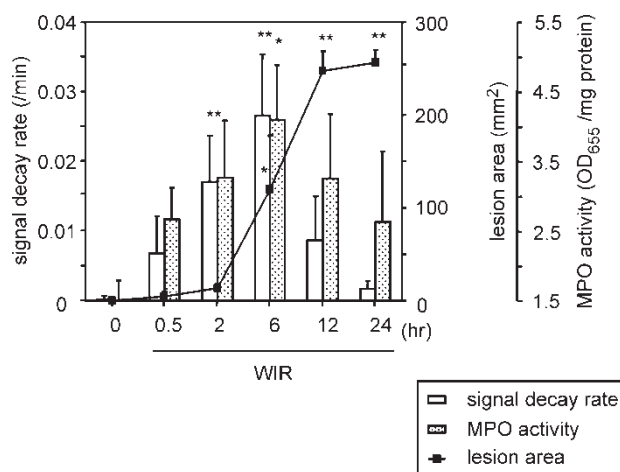 0.04
0.03
0.02
0.01
0
signal decay rate (/min)
300
200
100
0
lesion area (mm²)
5.5
4.5
3.5
2.5
1.5
MPO activity (OD₆₅₅ /mg protein)
** ** * * ** **
0 0.5 2 6 12 24 (hr)
WIR
signal decay rate
MPO activity
lesion area